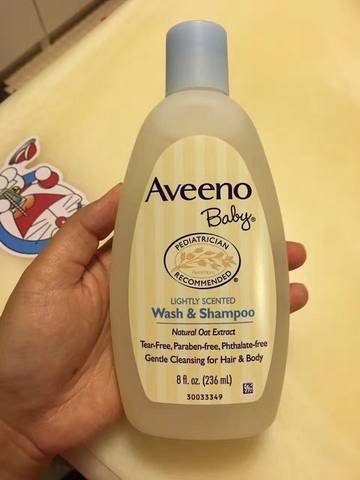 Aveeno
Baby®
PEDIATRICIAN
RECOMMENDED®
LIGHTLY SCENTED
Wash & Shampoo
Natural Oat Extract
Tear-Free, Paraben-free, Phthalate-free
Gentle Cleansing for Hair & Body
8 fl. oz. (236 mL)
30033349